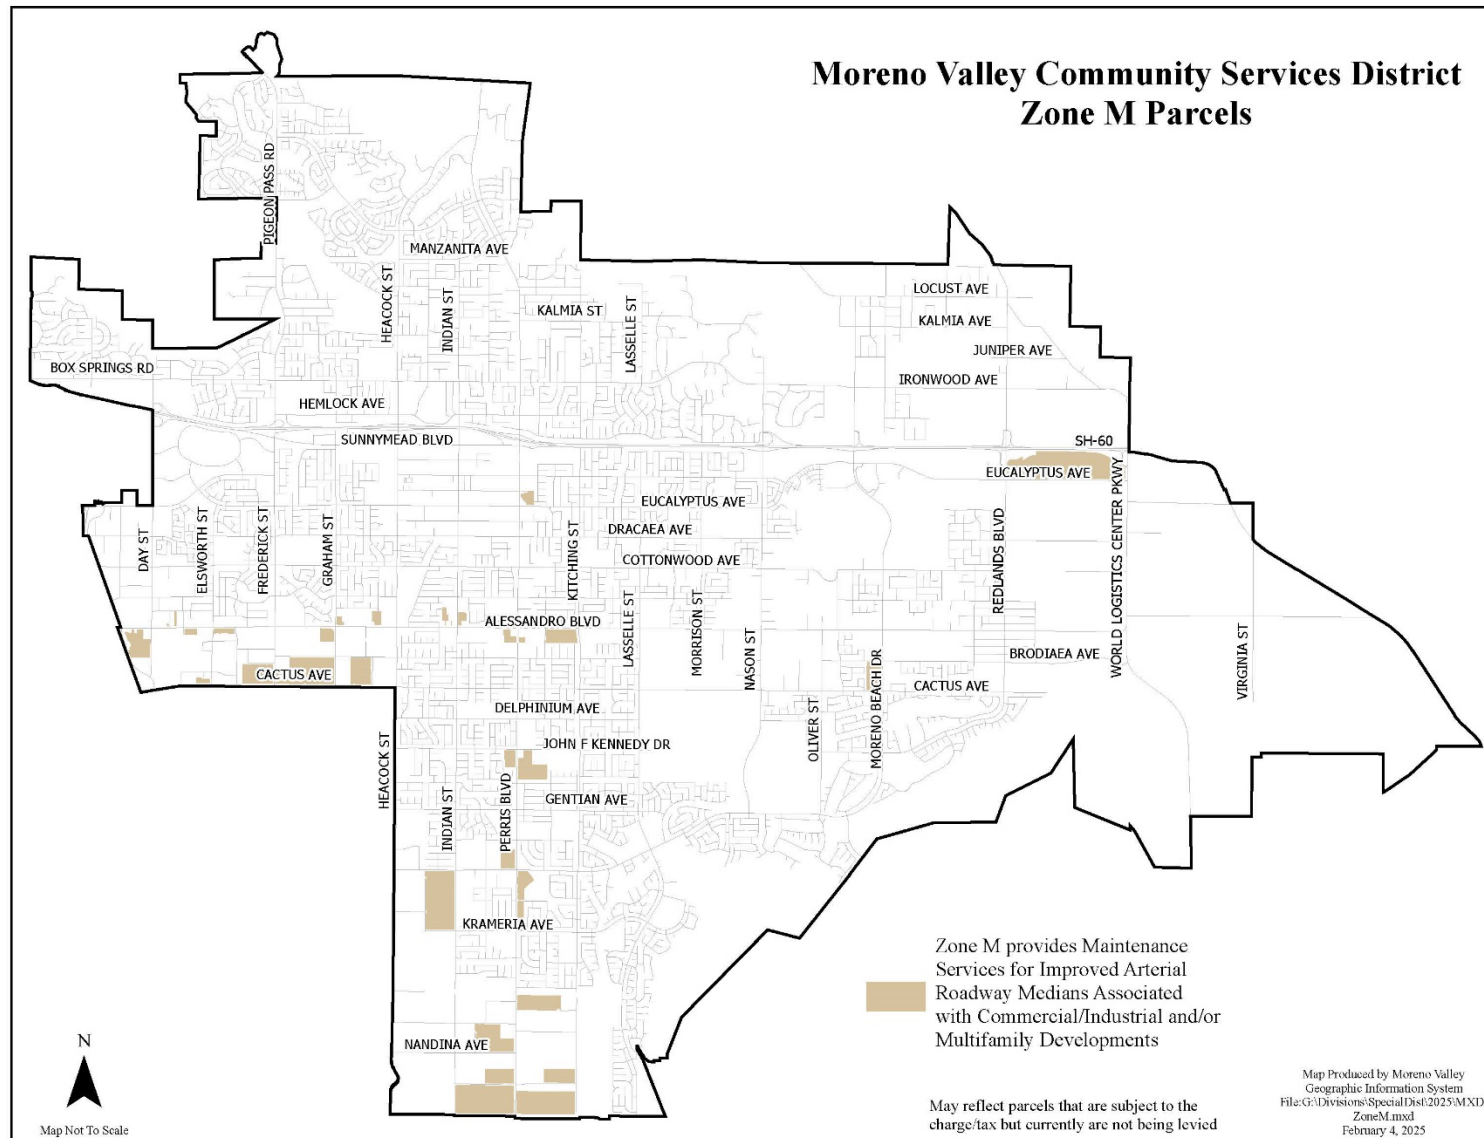 Moreno Valley Community Services District
Zone M Parcels
PIGEON PASS RD
MANZANITA AVE
HEACOCK ST
INDIAN ST
KALMIA ST
LASSELLE ST
LOCUST AVE
KALMIA AVE
JUNIPER AVE
IRONWOOD AVE
BOX SPRINGS RD
HEMLOCK AVE
SUNNYMEAD BLVD
SH-60
EUCALYPTUS AVE
EUCALYPTUS AVE
DRACAEA AVE
COTTONWOOD AVE
DAY ST
ELSWORTH ST
FREDERICK ST
GRAHAM ST
KITCHING ST
REDLANDS BLVD
WORLD LOGISTICS CENTER PKWY
ALESSANDRO BLVD
LASSELLE ST
MORRISON ST
NASON ST
BRODIAEA AVE
VIRGINIA ST
CACTUS AVE
CACTUS AVE
MORENO BEACH DR
OLIVER ST
DELPHINIUM AVE
JOHN F KENNEDY DR
HEACOCK ST
INDIAN ST
PERRIS BLVD
GENTIAN AVE
KRAMERIA AVE
NANDINA AVE
Zone M provides Maintenance
Services for Improved Arterial
Roadway Medians Associated
with Commercial/Industrial and/or
Multifamily Developments
N
Map Not To Scale
May reflect parcels that are subject to the
charge/tax but currently are not being levied
Map Produced by Moreno Valley
Geographic Information System
File:G:\Divisions\SpecialDist\2025\MXD
ZoneM.mxd
February 4, 2025